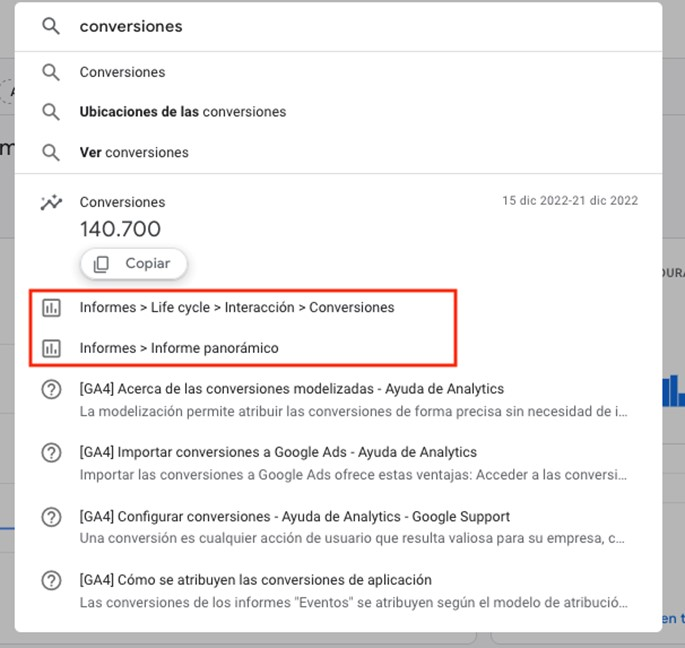 conversiones
Conversiones
Ubicaciones de las conversiones
Ver conversiones
Conversiones
15 dic 2022-21 dic 2022
140.700
Copiar
Informes > Life cycle > Interacción > Conversiones
Informes > Informe panorámico
[GA4] Acerca de las conversiones modelizadas - Ayuda de Analytics
La modelización permite atribuir las conversiones de forma precisa sin necesidad de i...
[GA4] Importar conversiones a Google Ads - Ayuda de Analytics
Importar las conversiones a Google Ads ofrece estas ventajas: Acceder a las conversi...
[GA4] Configurar conversiones - Ayuda de Analytics - Google Support
Una conversión es cualquier acción de usuario que resulta valiosa para su empresa, c...
[GA4] Cómo se atribuyen las conversiones de aplicación
Las conversiones de los informes "Eventos" se atribuyen según el modelo de atribució...